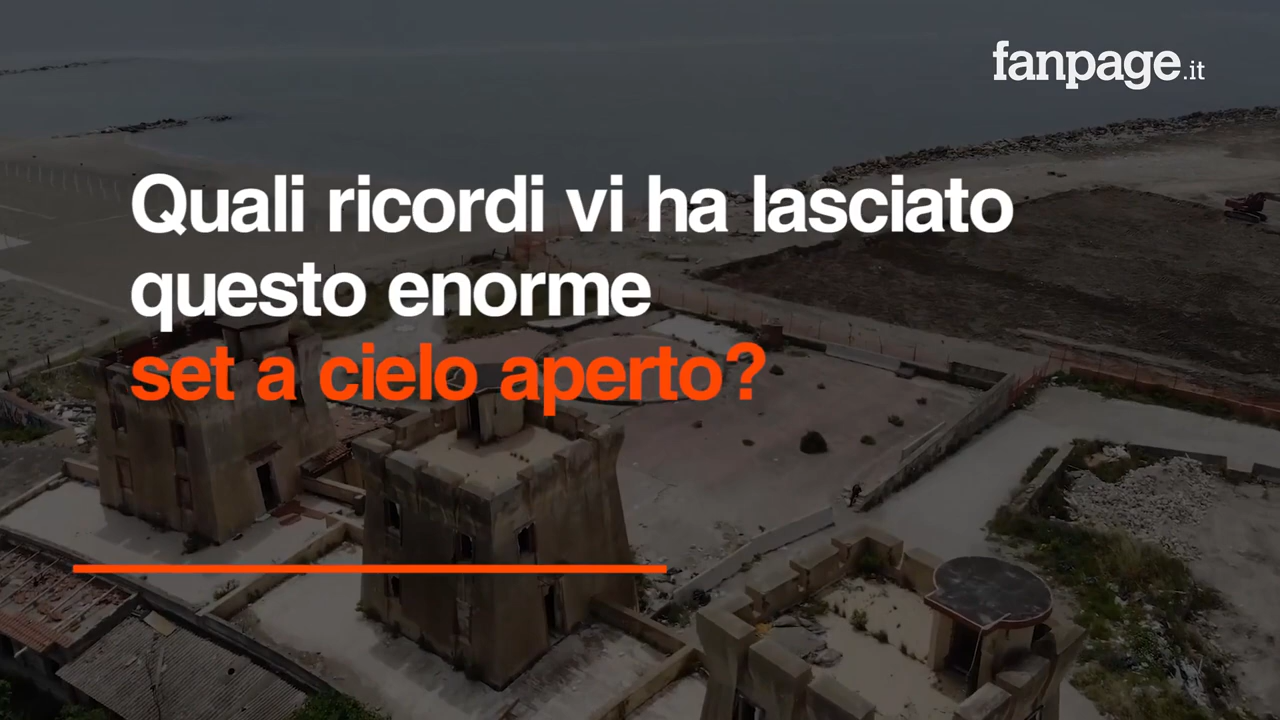 fanpage.it
Quali ricordi vi ha lasciato
questo enorme
set a cielo aperto?